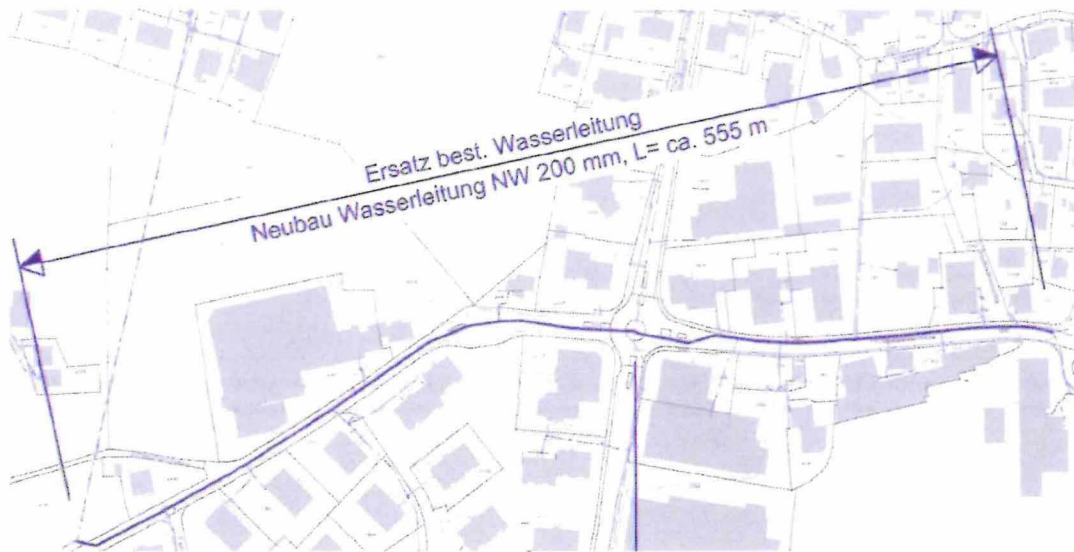 Ersatz best. Wasserleitung
Neubau Wasserleitung NW 200 mm, L= ca. 555 m